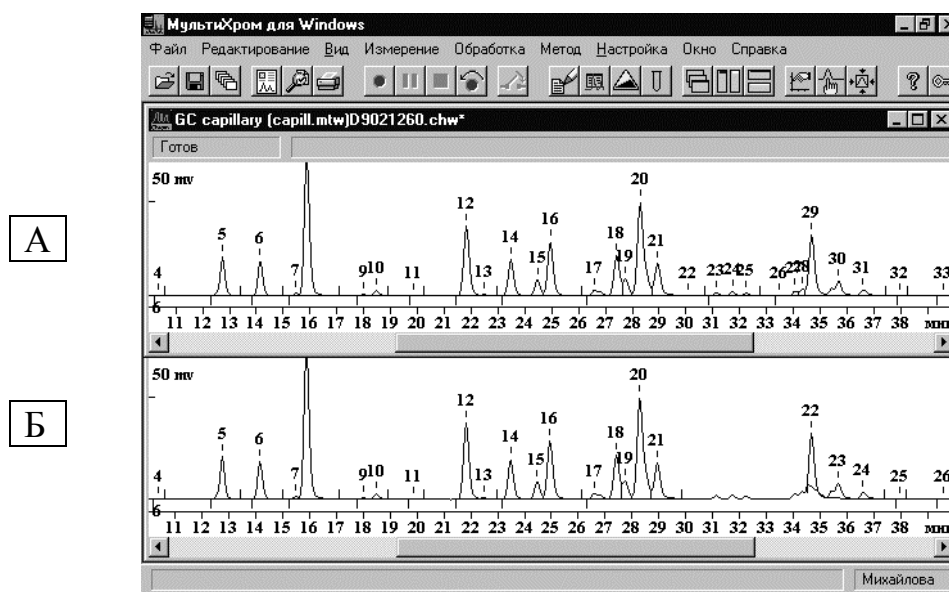 МультиХром для Windows
Файл Редактирование Вид Измерение Обработка Метод Настройка Окно Справка
GC capillary (capill.mtw)D9021260.chw*
Готов
А
50 mv
4 5 6 7 9 10 11 12 13 14 15 16 17 18 19 20 21 22 23 24 25 26 27 28 29 30 31 32 33
6
11 12 13 14 15 16 17 18 19 20 21 22 23 24 25 26 27 28 29 30 31 32 33 34 35 36 37 38 мин
Б
50 mv
4 5 6 7 9 10 11 12 13 14 15 16 17 18 19 20 21 22 23 24 25 26
6
11 12 13 14 15 16 17 18 19 20 21 22 23 24 25 26 27 28 29 30 31 32 33 34 35 36 37 38
Михайлова